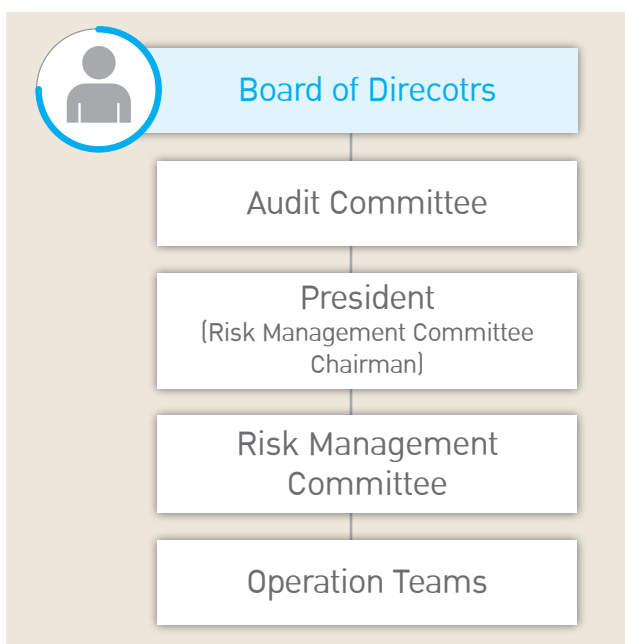 Board of Direcotrs
Audit Committee
President
(Risk Management Committee
Chairman)
Risk Management
Committee
Operation Teams